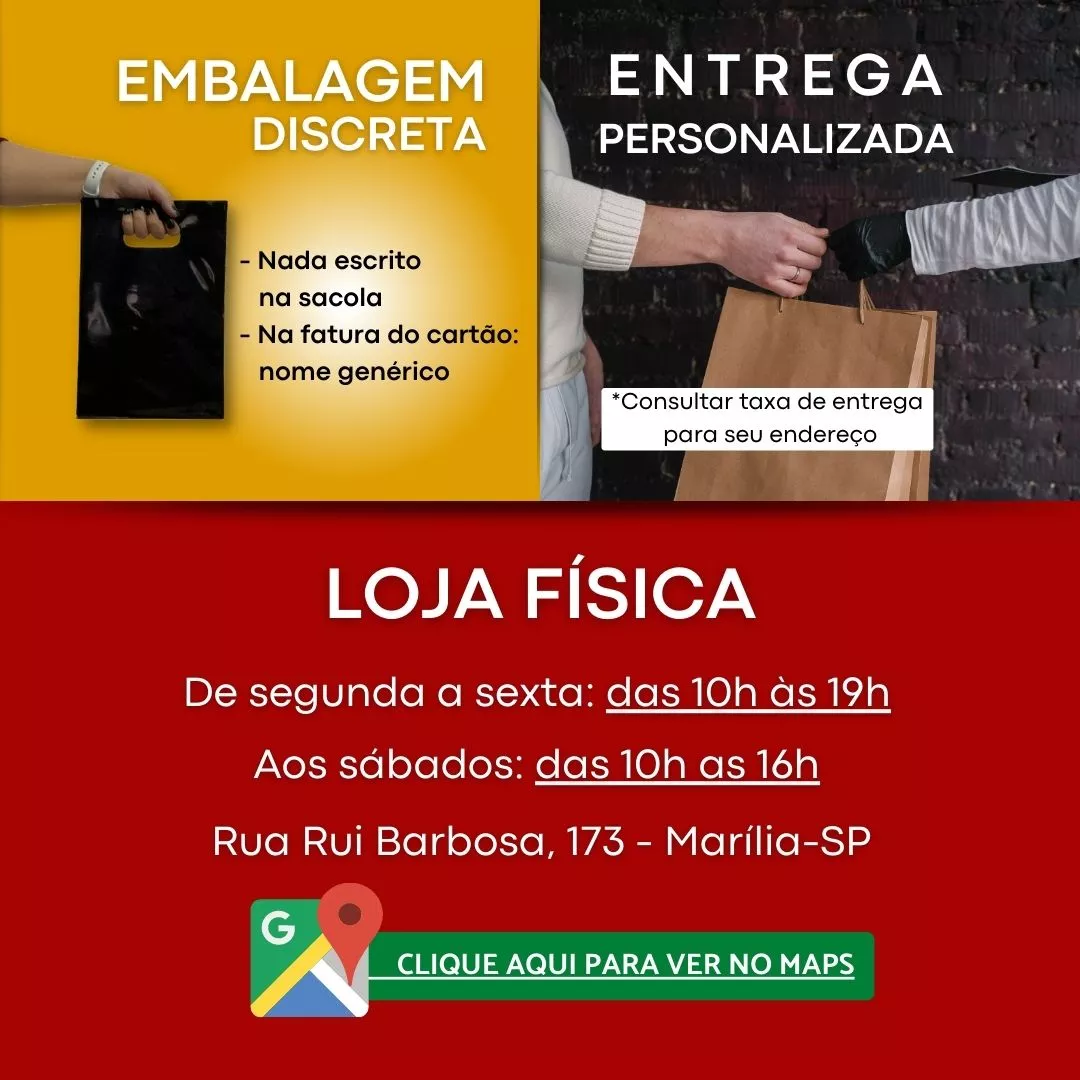 EMBALAGEM
DISCRETA
- Nada escrito
na sacola
- Na fatura do cartão:
nome genérico
ENTREGA
PERSONALIZADA
*Consultar taxa de entrega
para seu endereço
LOJA FÍSICA
De segunda a sexta: das 10h às 19h
Aos sábados: das 10h as 16h
Rua Rui Barbosa, 173 - Marília-SP
G
CLIQUE AQUI PARA VER NO MAPS